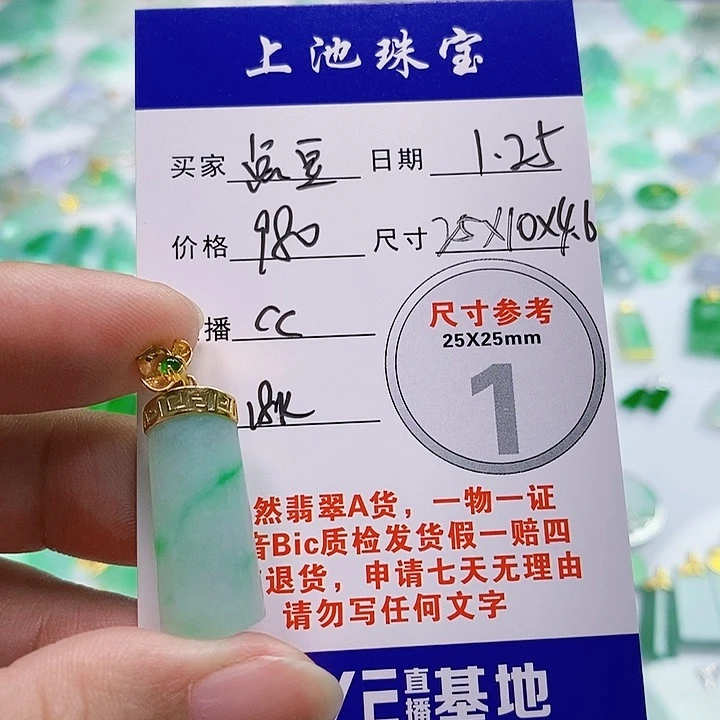 上池珠宝
买家 豆 日期 1.25
价格 980 尺寸 25X10X4.6
播 CC
18K
尺寸参考
25X25mm
1
然翡翠A货，一物一证
音Bic质检发货假一赔四
退货，申请七天无理由
请勿写任何文字
直播基地